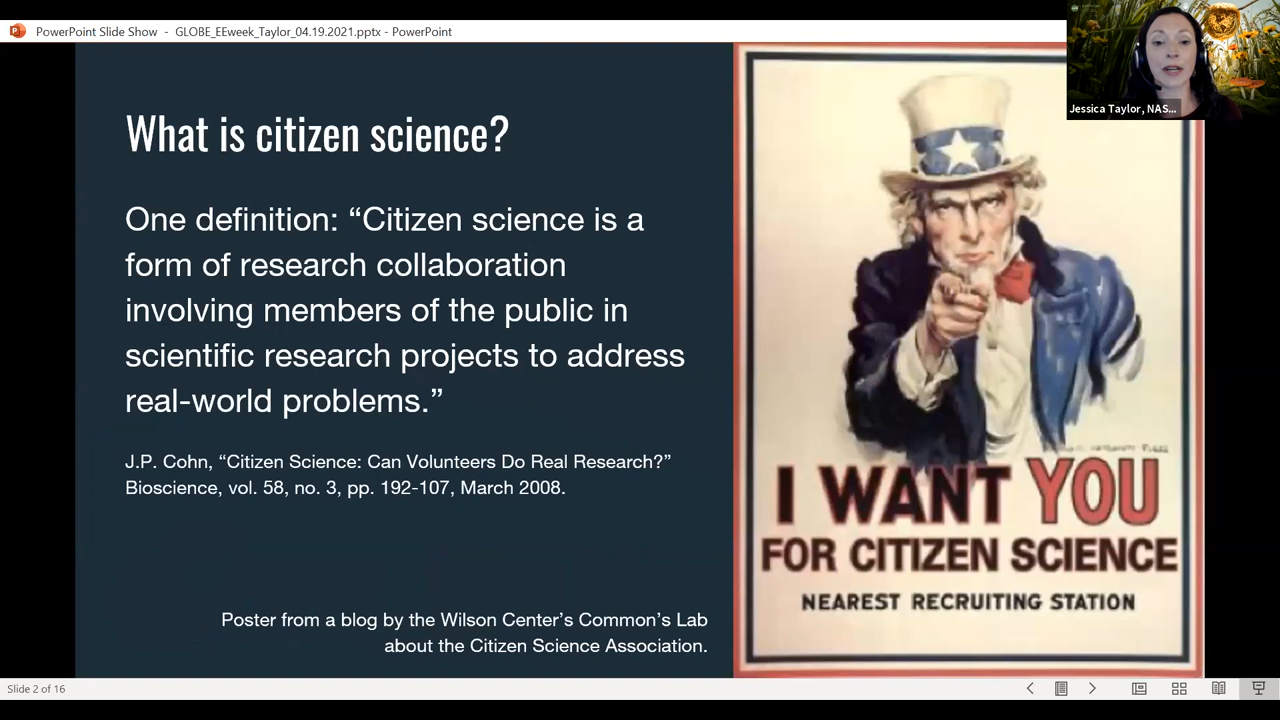 PowerPoint Slide Show - GLOBE_EEweek_Taylor_04.19.2021.pptx - PowerPoint
Jessica Taylor, NAS...
What is citizen science?
One definition: “Citizen science is a
form of research collaboration
involving members of the public in
scientific research projects to address
real-world problems.”
J.P. Cohn, “Citizen Science: Can Volunteers Do Real Research?”
Bioscience, vol. 58, no. 3, pp. 192-107, March 2008.
Poster from a blog by the Wilson Center’s Common’s Lab
about the Citizen Science Association.
I WANT YOU
FOR CITIZEN SCIENCE
NEAREST RECRUITING STATION
Slide 2 of 16